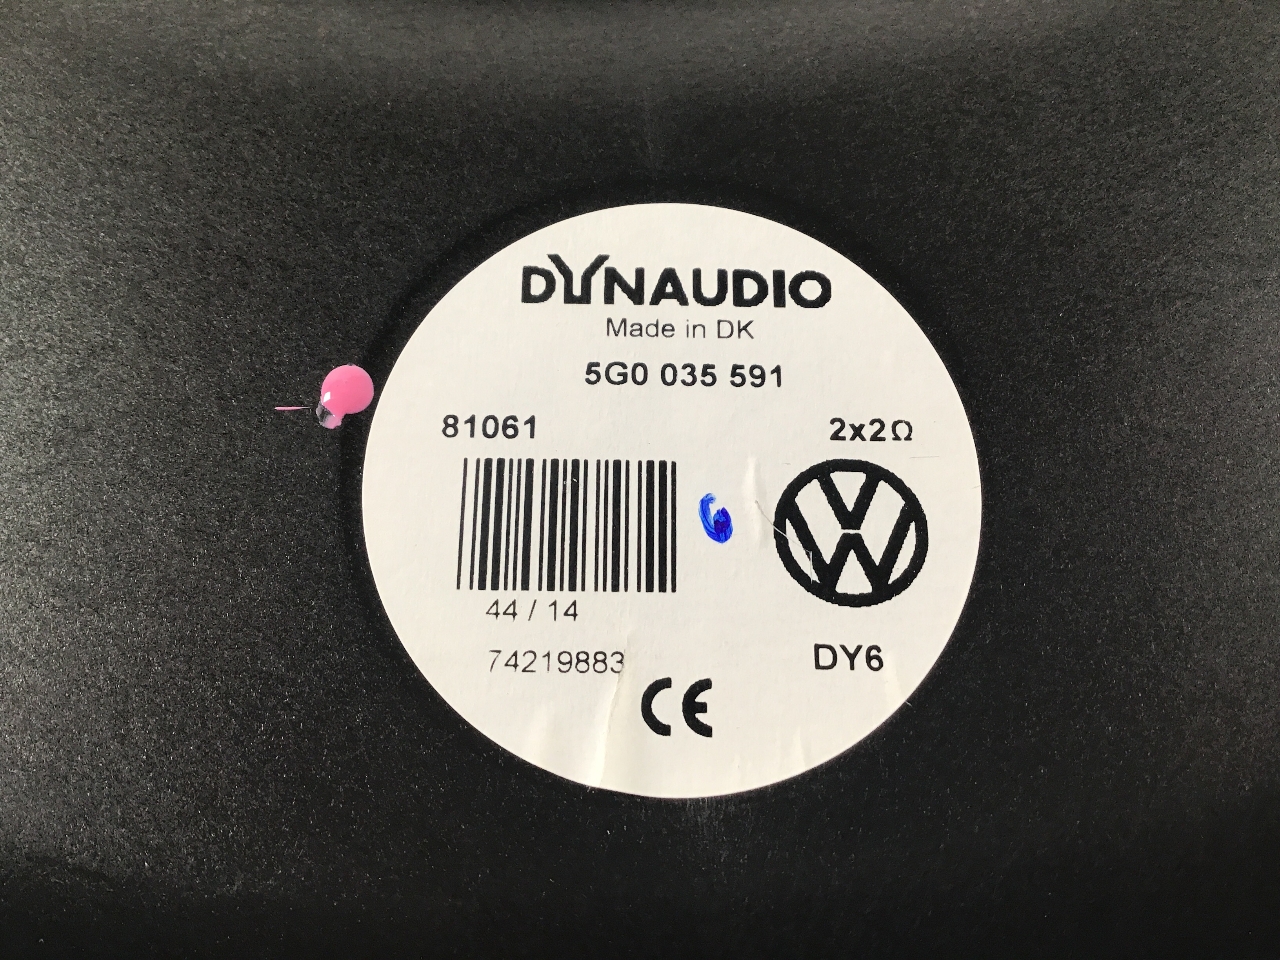 DYNAUDIO
Made in DK
5G0 035 591
81061
2x2Ω
44 / 14
74219883
DY6
CE